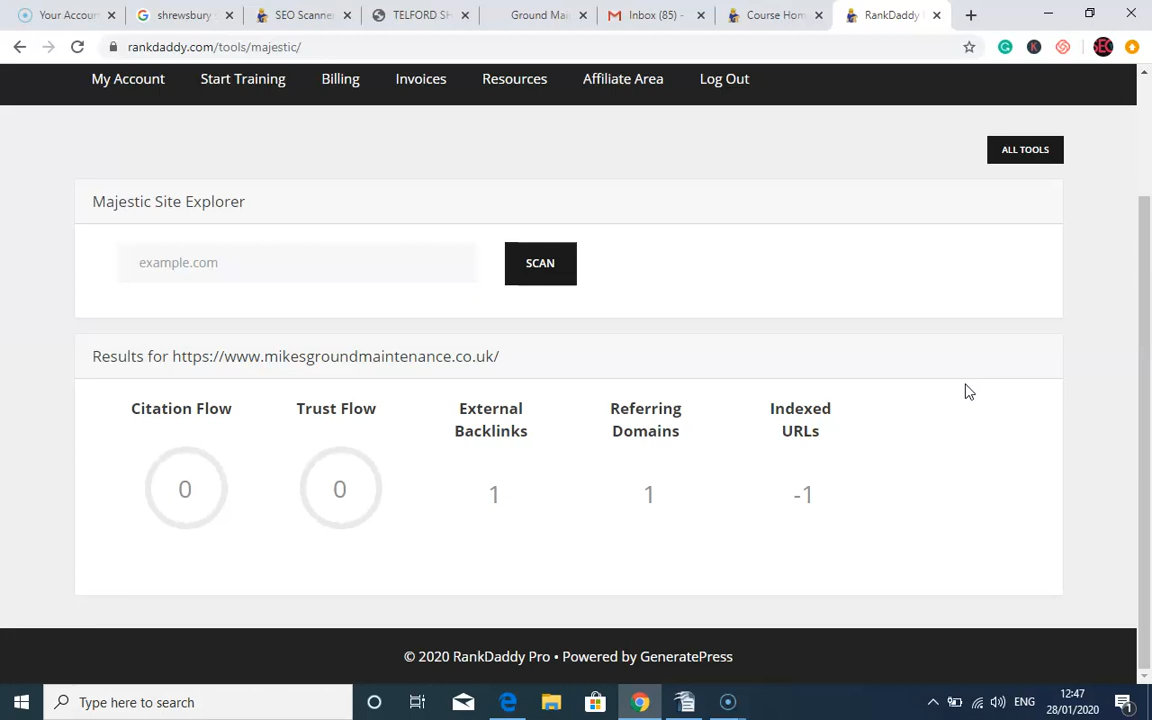 Your Accoun
shrewsbury
SEO Scanne
TELFORD SH
Ground Mai
Inbox (85) -
Course Hom
RankDaddy
rankdaddy.com/tools/majestic/
My Account
Start Training
Billing
Invoices
Resources
Affiliate Area
Log Out
ALL TOOLS
Majestic Site Explorer
example.com
SCAN
Results for https://www.mikesgroundmaintenance.co.uk/
Citation Flow
Trust Flow
External
Backlinks
Referring
Domains
Indexed
URLs
0
0
1
1
-1
© 2020 RankDaddy Pro • Powered by GeneratePress
Type here to search
ENG
12:47
28/01/2020
1